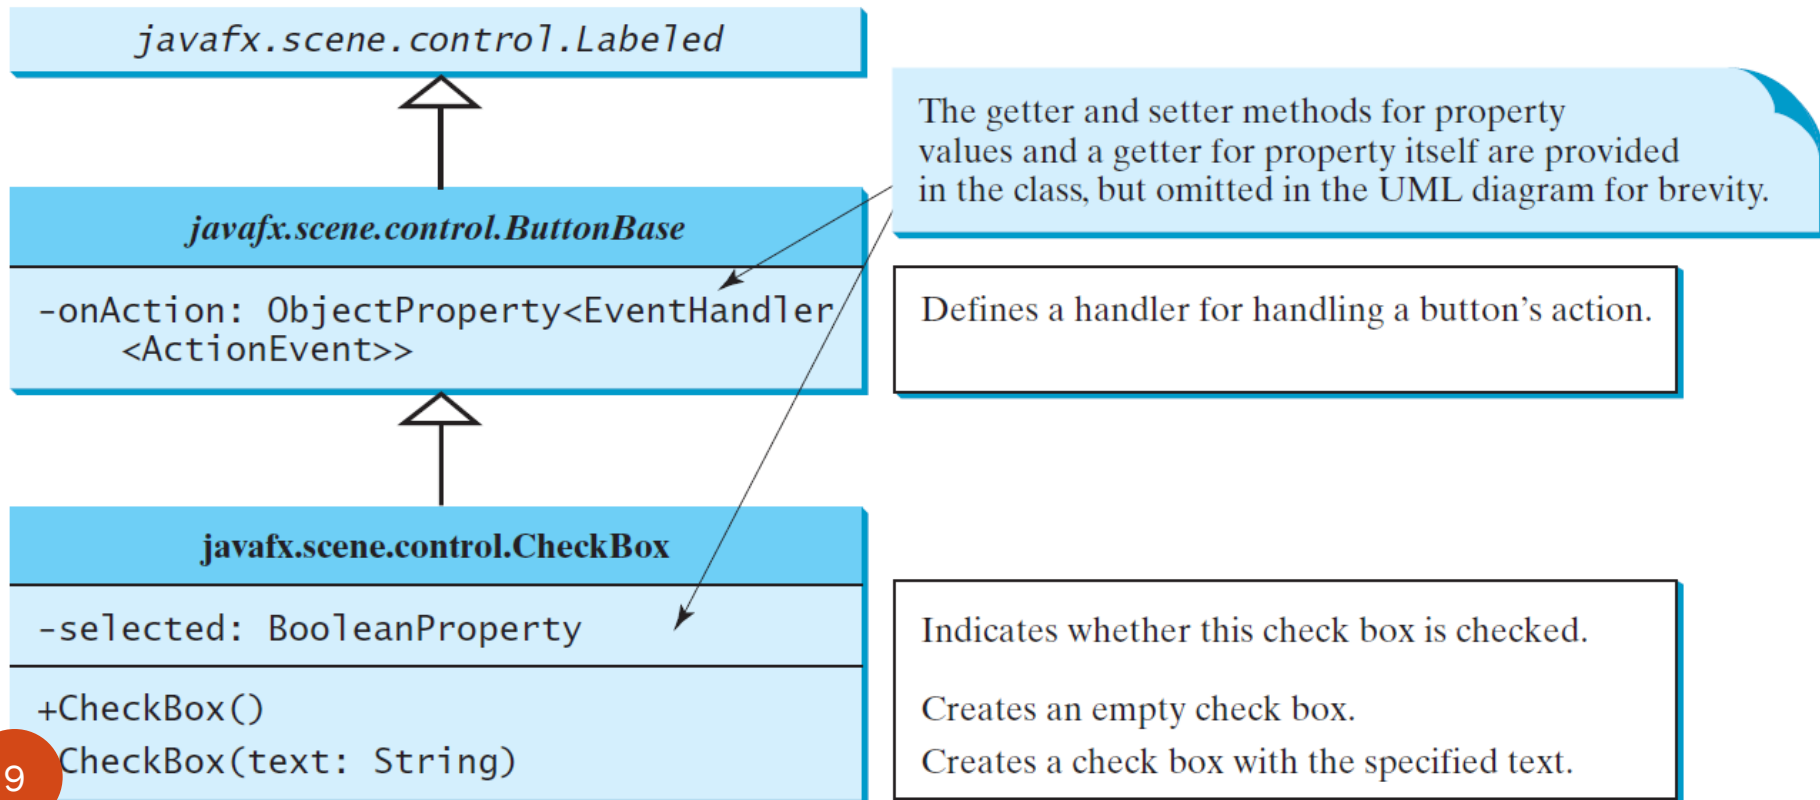 javafx.scene.control.Labeled
The getter and setter methods for property
values and a getter for property itself are provided
in the class, but omitted in the UML diagram for brevity.
javafx.scene.control.ButtonBase
-onAction: ObjectProperty<EventHandler
<ActionEvent>>
Defines a handler for handling a button's action.
javafx.scene.control.CheckBox
-selected: BooleanProperty
Indicates whether this check box is checked.
+CheckBox()
Creates an empty check box.
CheckBox(text: String)
Creates a check box with the specified text.
9